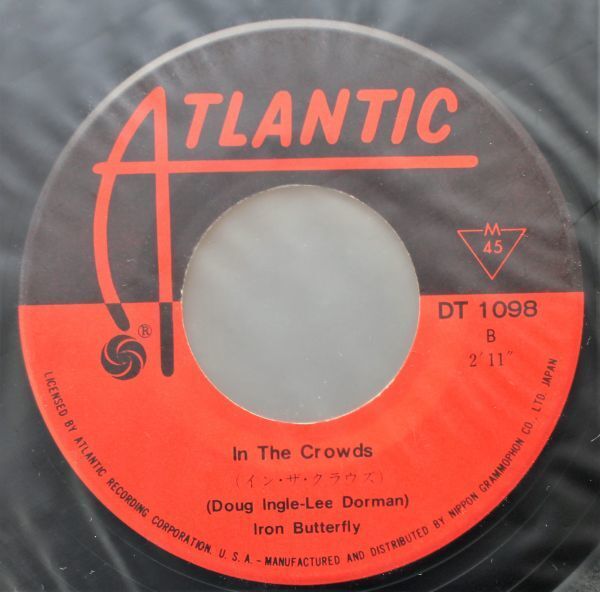 ATLANTIC
M
45
®
DT 1098
B
2′11″
In The Crowds
(イン・ザ・クラウズ)
(Doug Ingle-Lee Dorman)
Iron Butterfly
LICENSED BY ATLANTIC RECORDING CORPORATION, U. S. A. - MANUFACTURED AND DISTRIBUTED BY NIPPON GRAMMOPHON CO., LTD. JAPAN